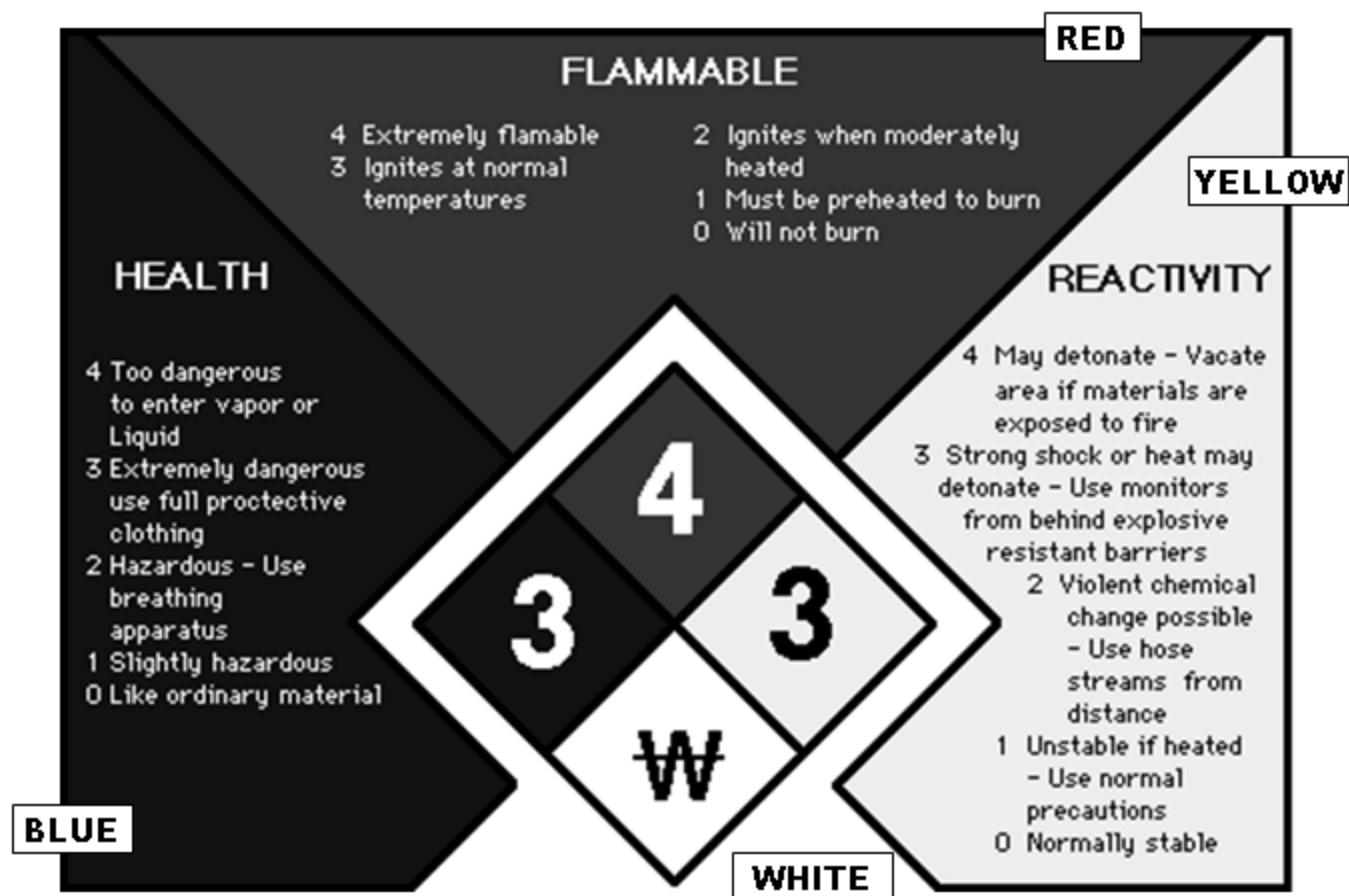 RED
FLAMMABLE
4 Extremely flamable
3 Ignites at normal
temperatures
2 Ignites when moderately
heated
1 Must be preheated to burn
0 Will not burn
YELLOW
HEALTH
4 Too dangerous
to enter vapor or
Liquid
3 Extremely dangerous
use full proctective
clothing
2 Hazardous - Use
breathing
apparatus
1 Slightly hazardous
0 Like ordinary material
REACTIVITY
4 May detonate - Vacate
area if materials are
exposed to fire
3 Strong shock or heat may
detonate - Use monitors
from behind explosive
resistant barriers
2 Violent chemical
change possible
- Use hose
streams from
distance
1 Unstable if heated
- Use normal
precautions
0 Normally stable
4
3
3
W
BLUE
WHITE